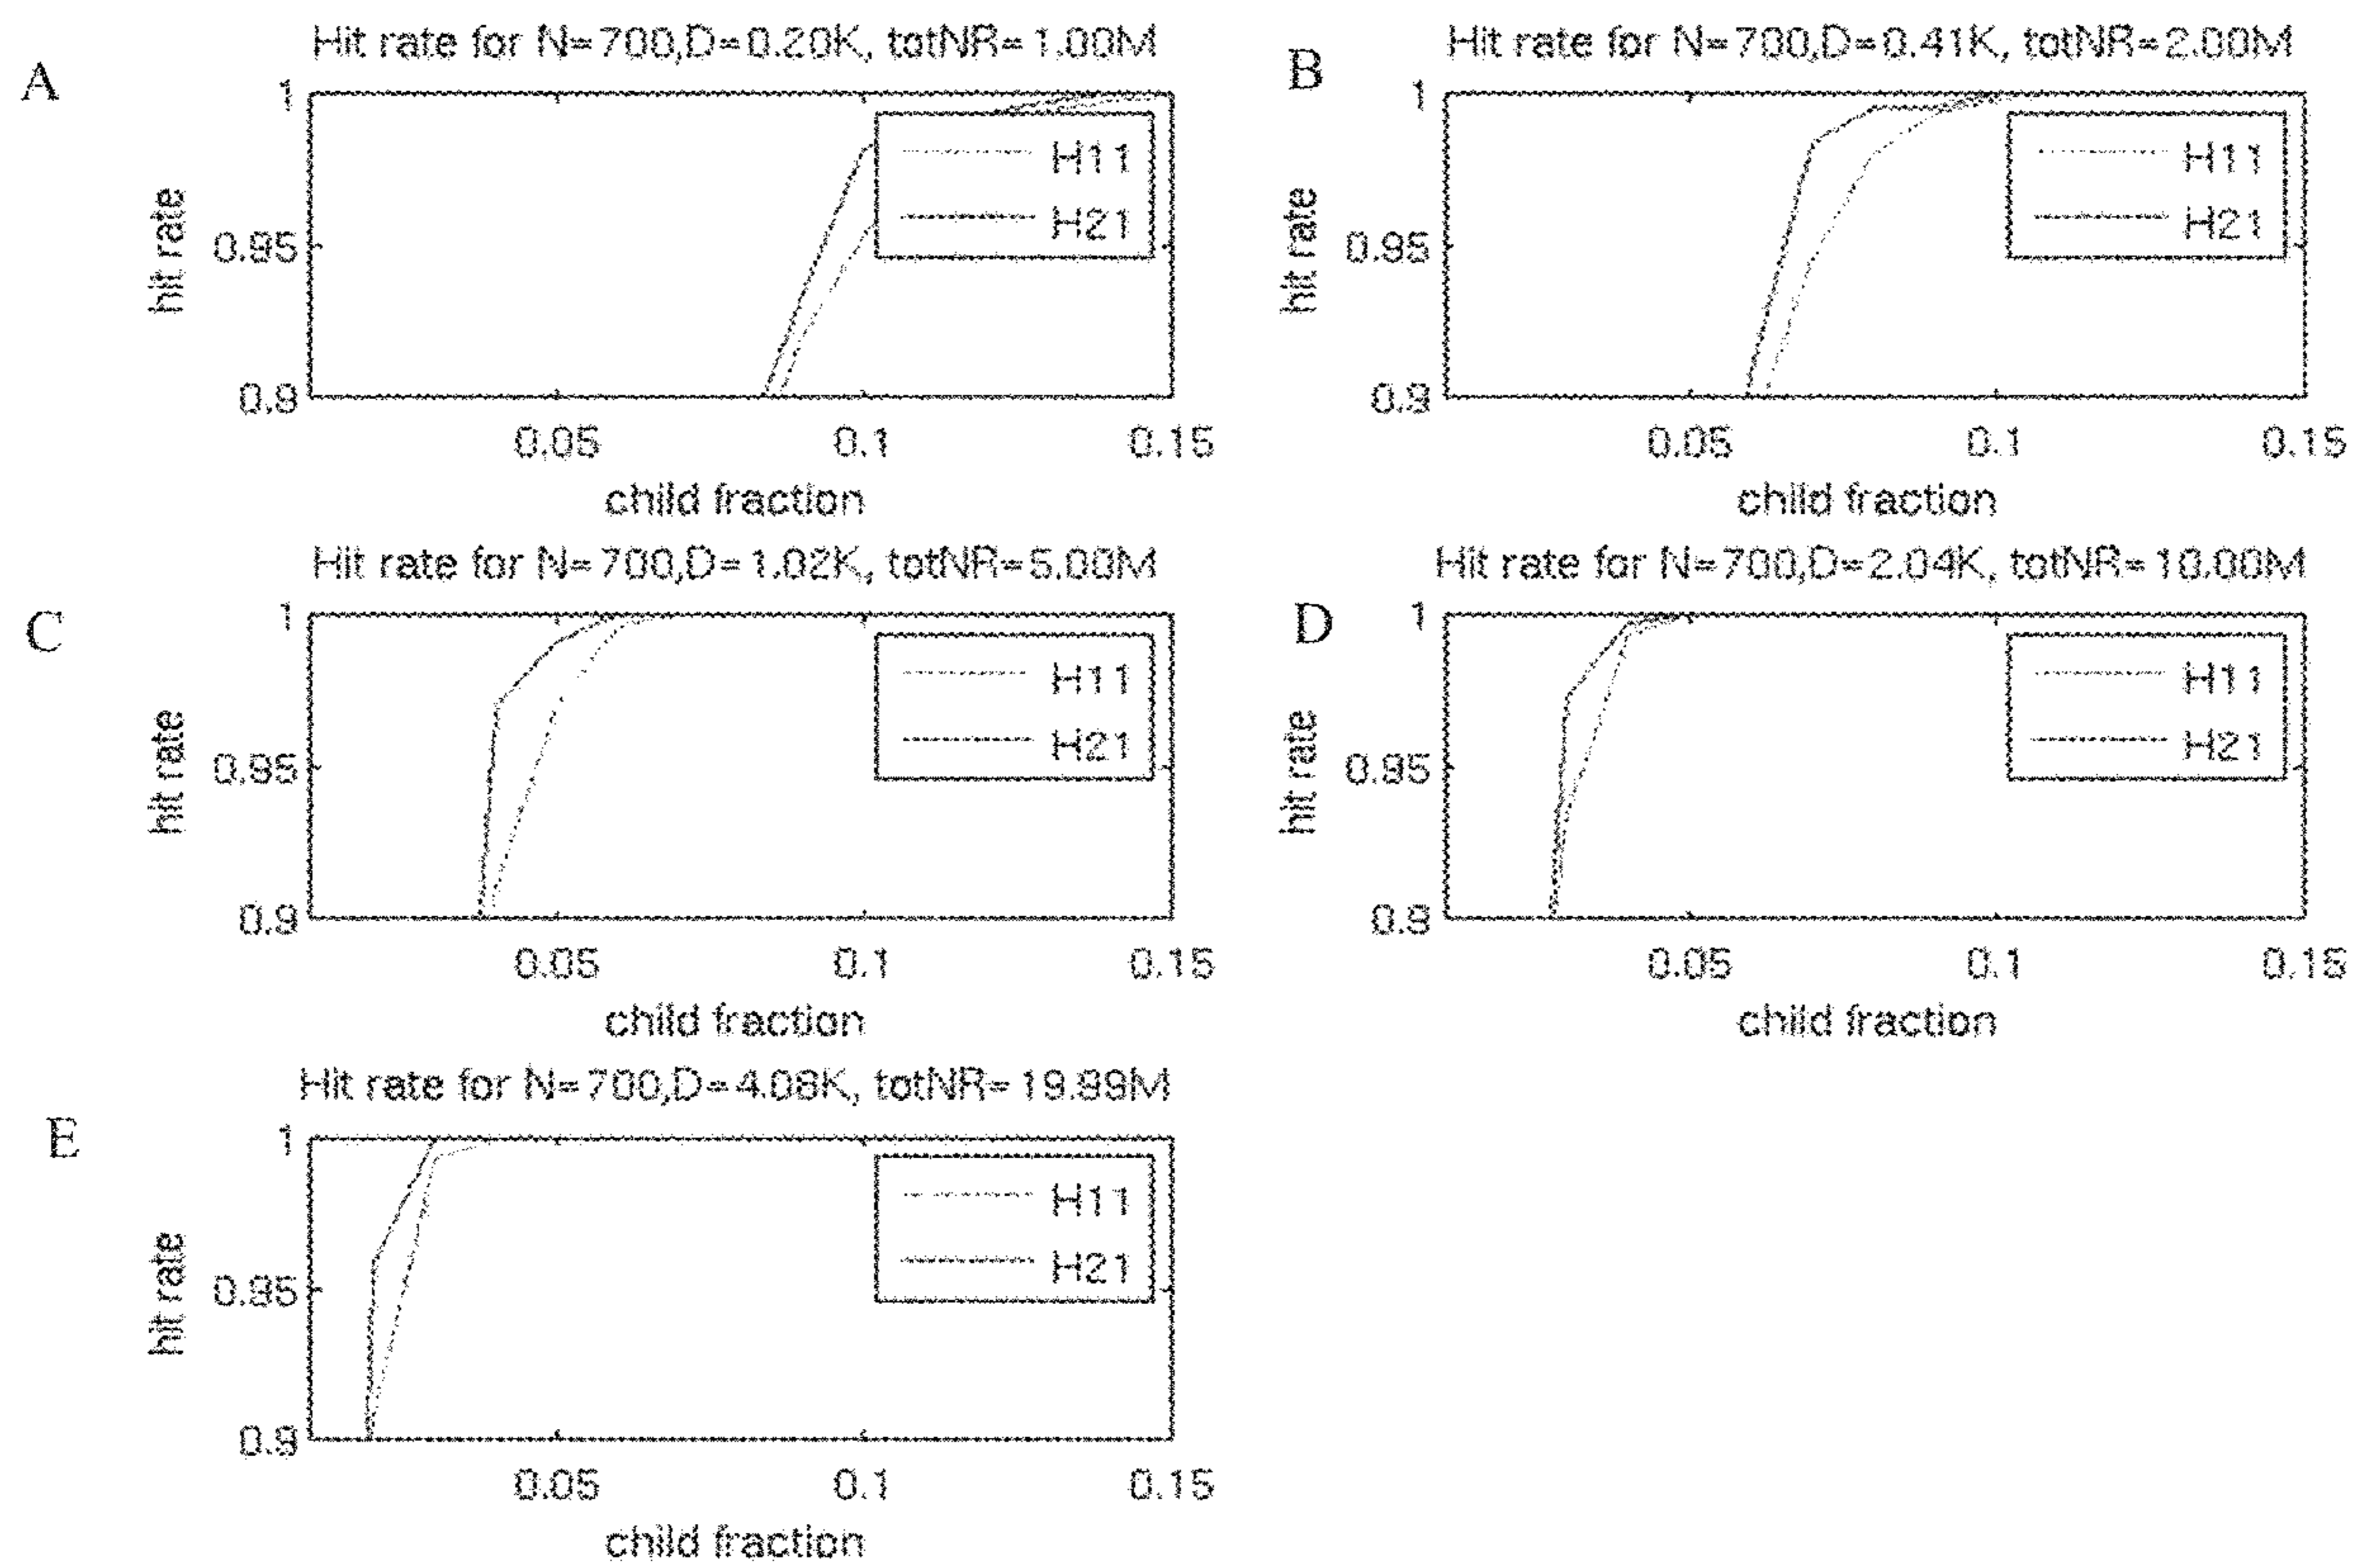 A
Hit rate for N=700,D=0.20K, totNR=1.00M
1
0.95
0.9
hit rate
H11
H21
0.05
0.1
0.15
child fraction
B
Hit rate for N=700,D=0.41K, totNR=2.00M
1
0.95
0.9
hit rate
H11
H21
0.05
0.1
0.15
child fraction
C
Hit rate for N=700,D=1.02K, totNR=5.00M
1
0.95
0.9
hit rate
H11
H21
0.05
0.1
0.15
child fraction
D
Hit rate for N=700,D=2.04K, totNR=10.00M
1
0.95
0.9
hit rate
H11
H21
0.05
0.1
0.15
child fraction
E
Hit rate for N=700,D=4.08K, totNR=19.99M
1
0.95
0.9
hit rate
H11
H21
0.05
0.1
0.15
child fraction